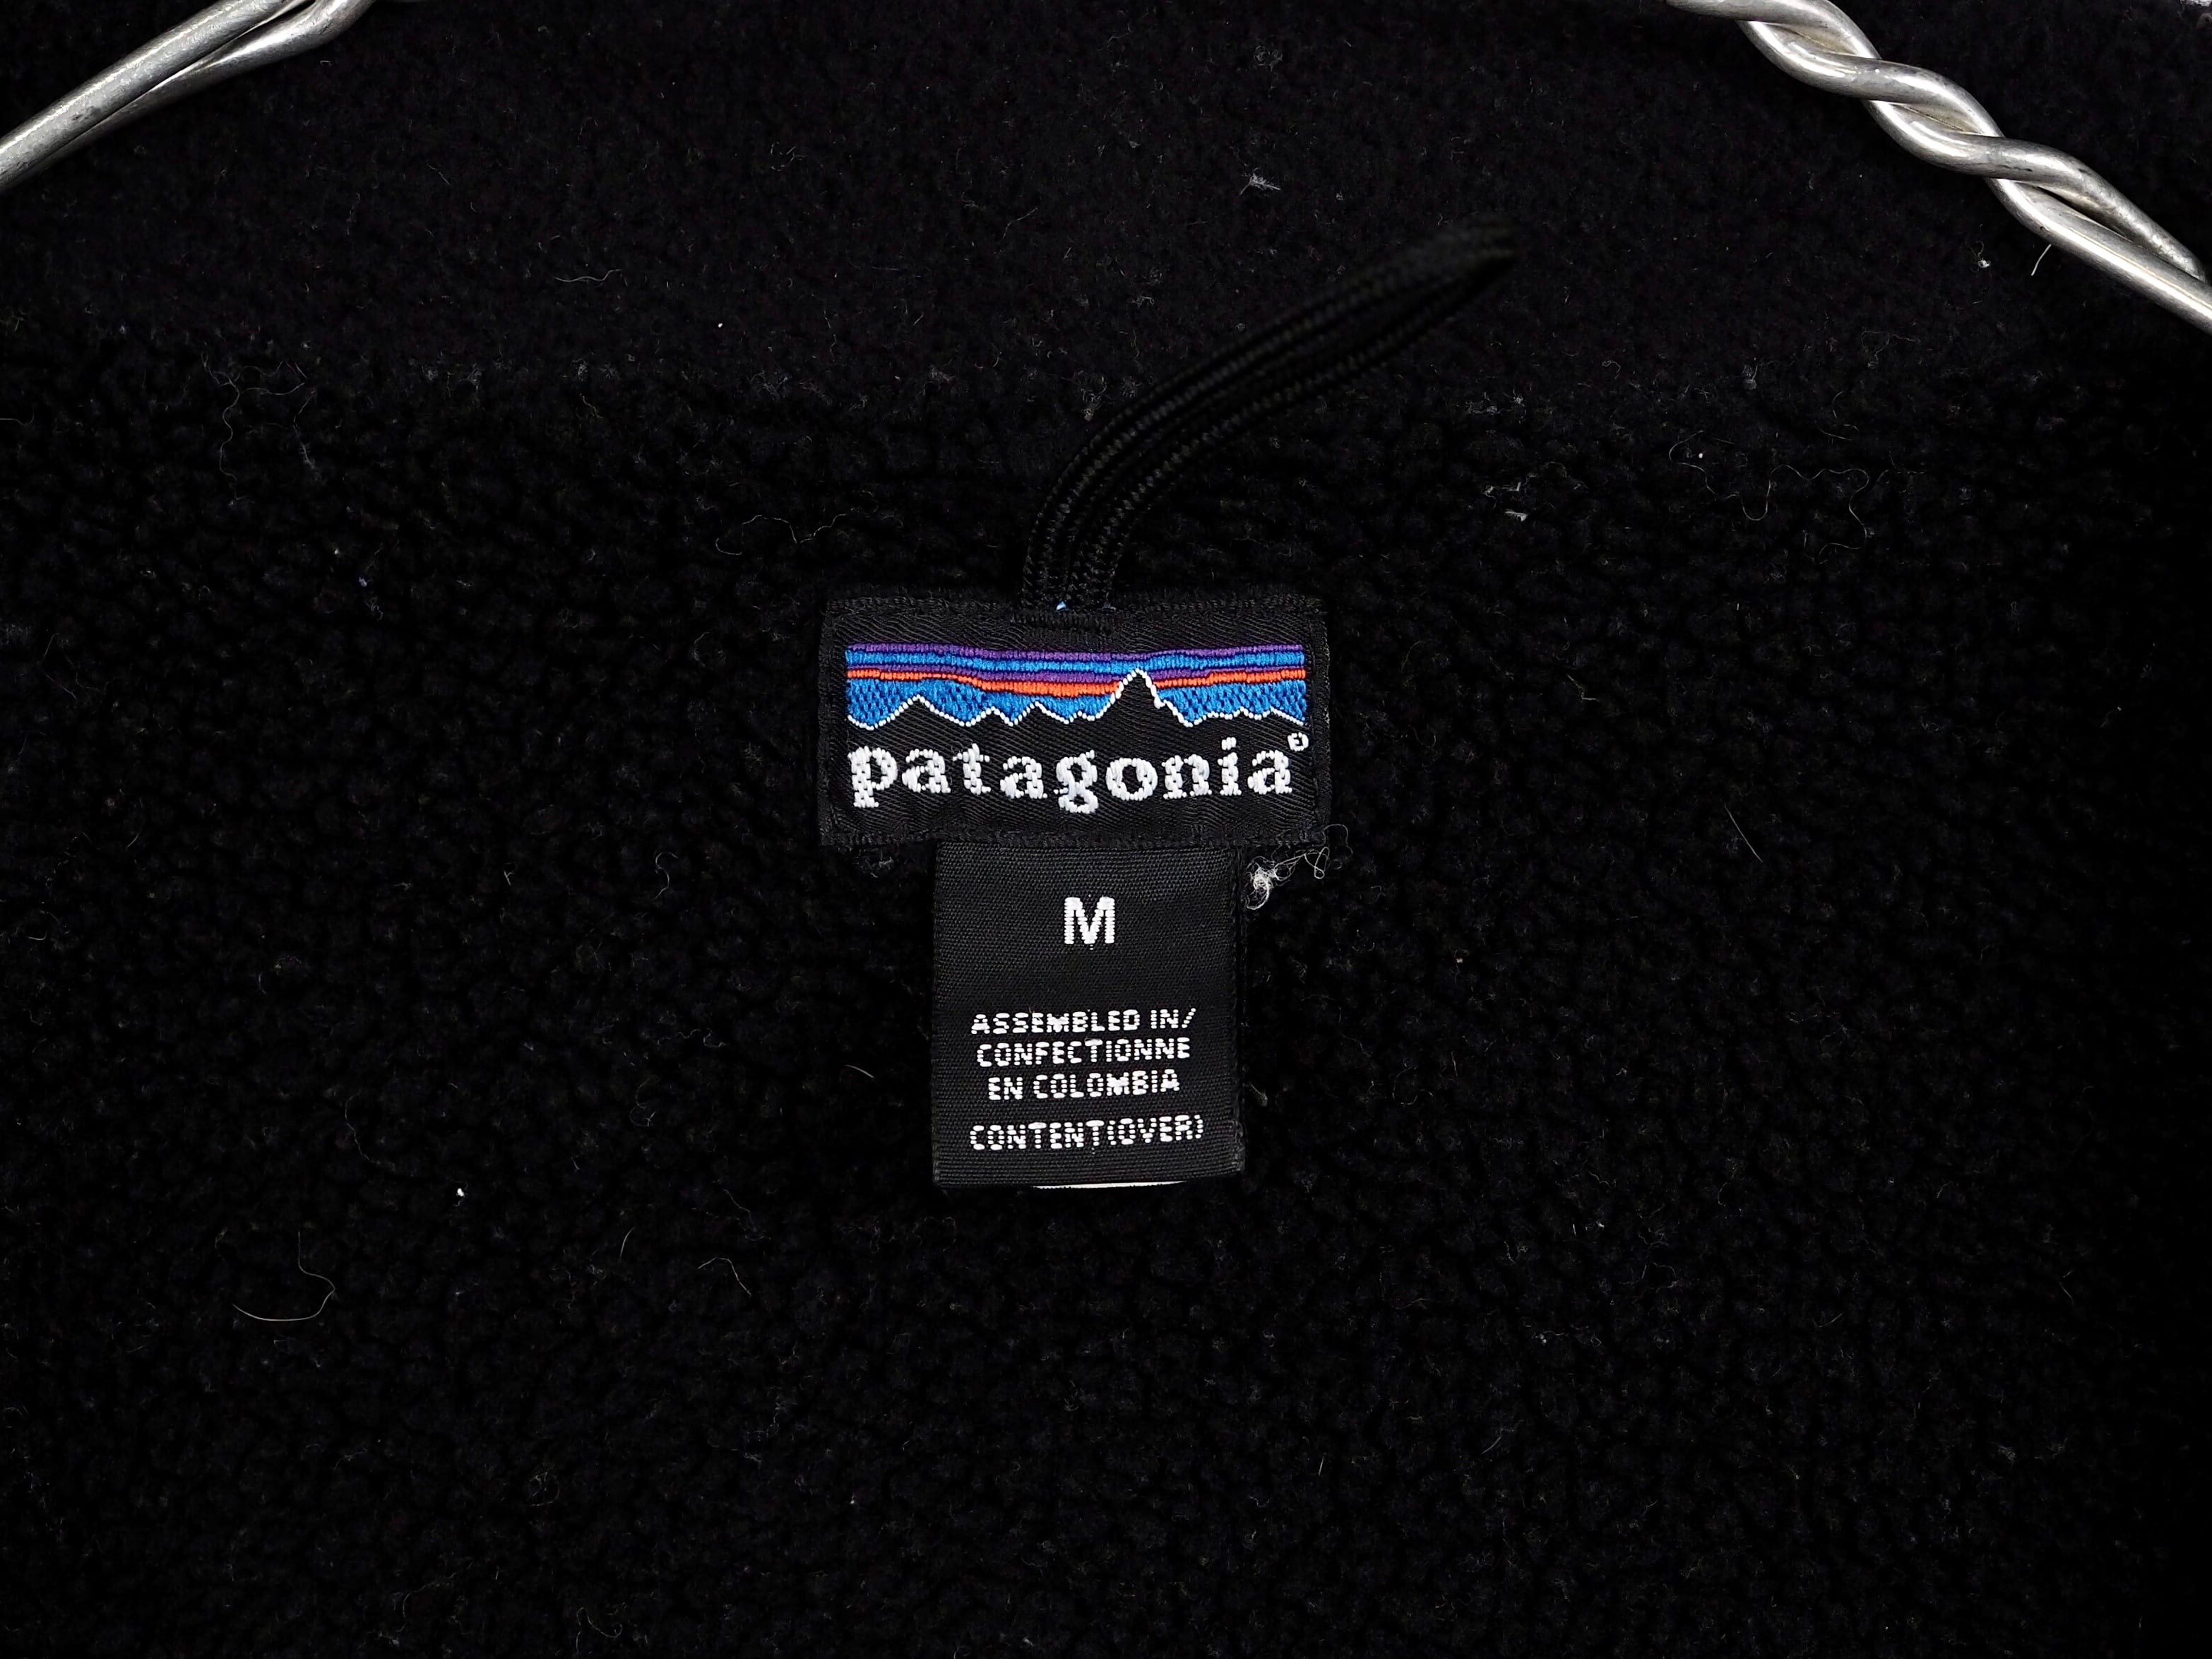 patagonia®
M
ASSEMBLED IN/
CONFECTIONNE
EN COLOMBIA
CONTENT(OVER)